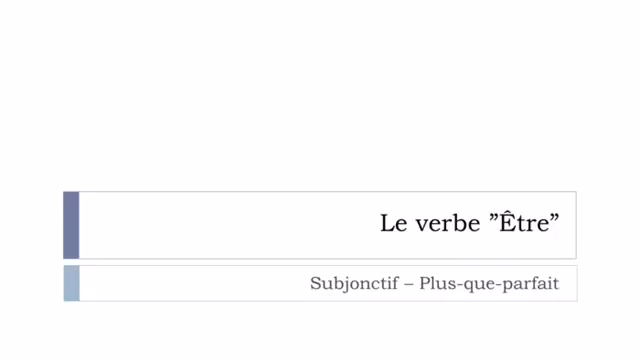 Le verbe ”Être”
Subjonctif – Plus-que-parfait